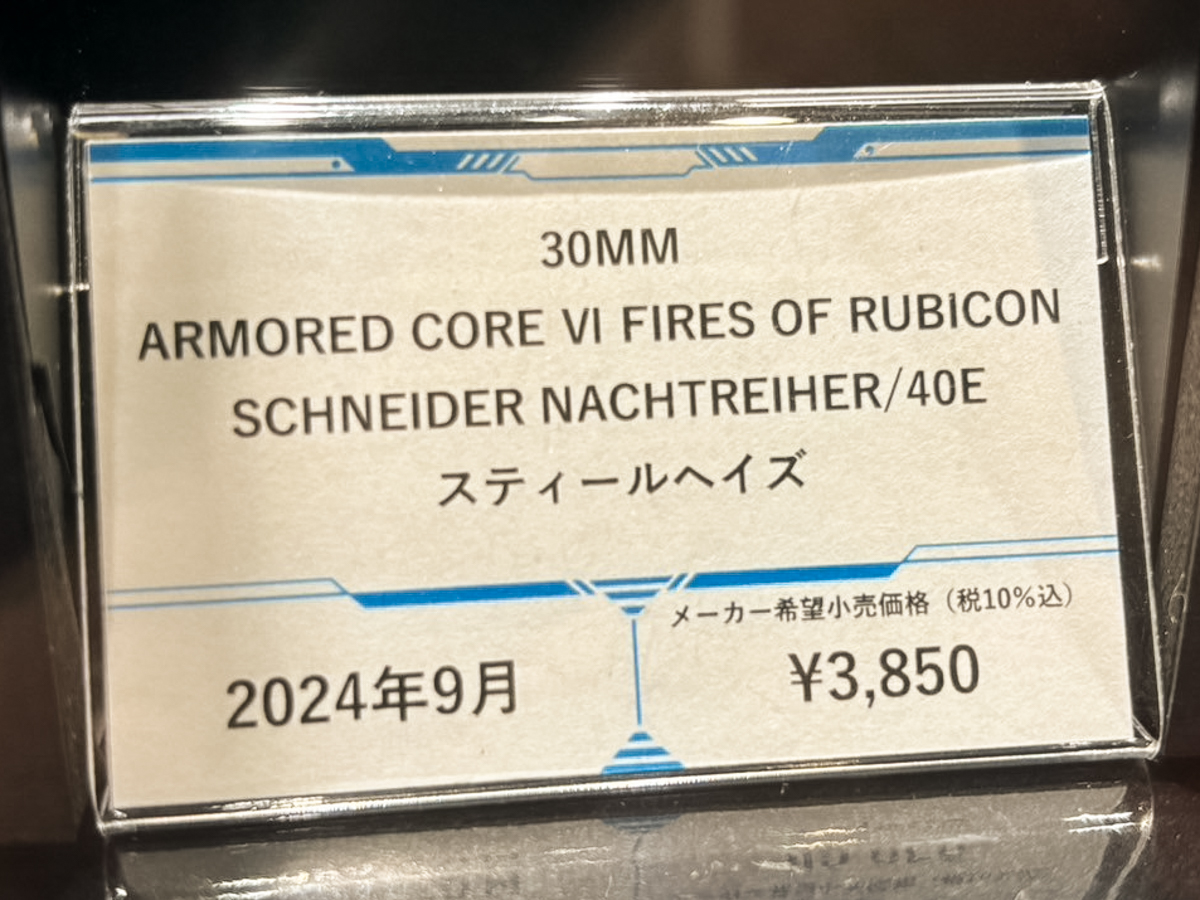 30MM
ARMORED CORE VI FIRES OF RUBICON
SCHNEIDER NACHTREIHER/40E
スティールヘイズ
メーカー希望小売価格（税10%込）
2024年9月
¥3,850